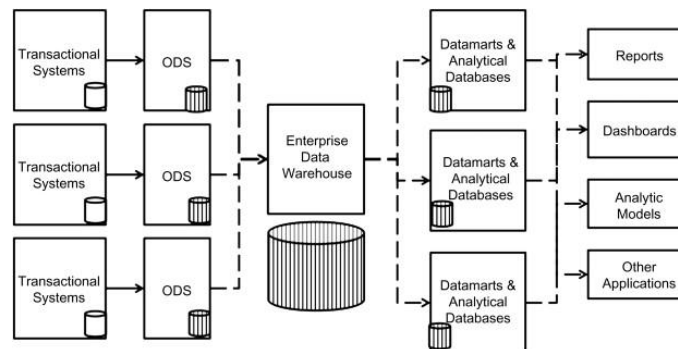 Transactional
Systems
ODS
Transactional
Systems
ODS
Transactional
Systems
ODS
Enterprise
Data
Warehouse
Datamarts &
Analytical
Databases
Datamarts &
Analytical
Databases
Datamarts &
Analytical
Databases
Reports
Dashboards
Analytic
Models
Other
Applications